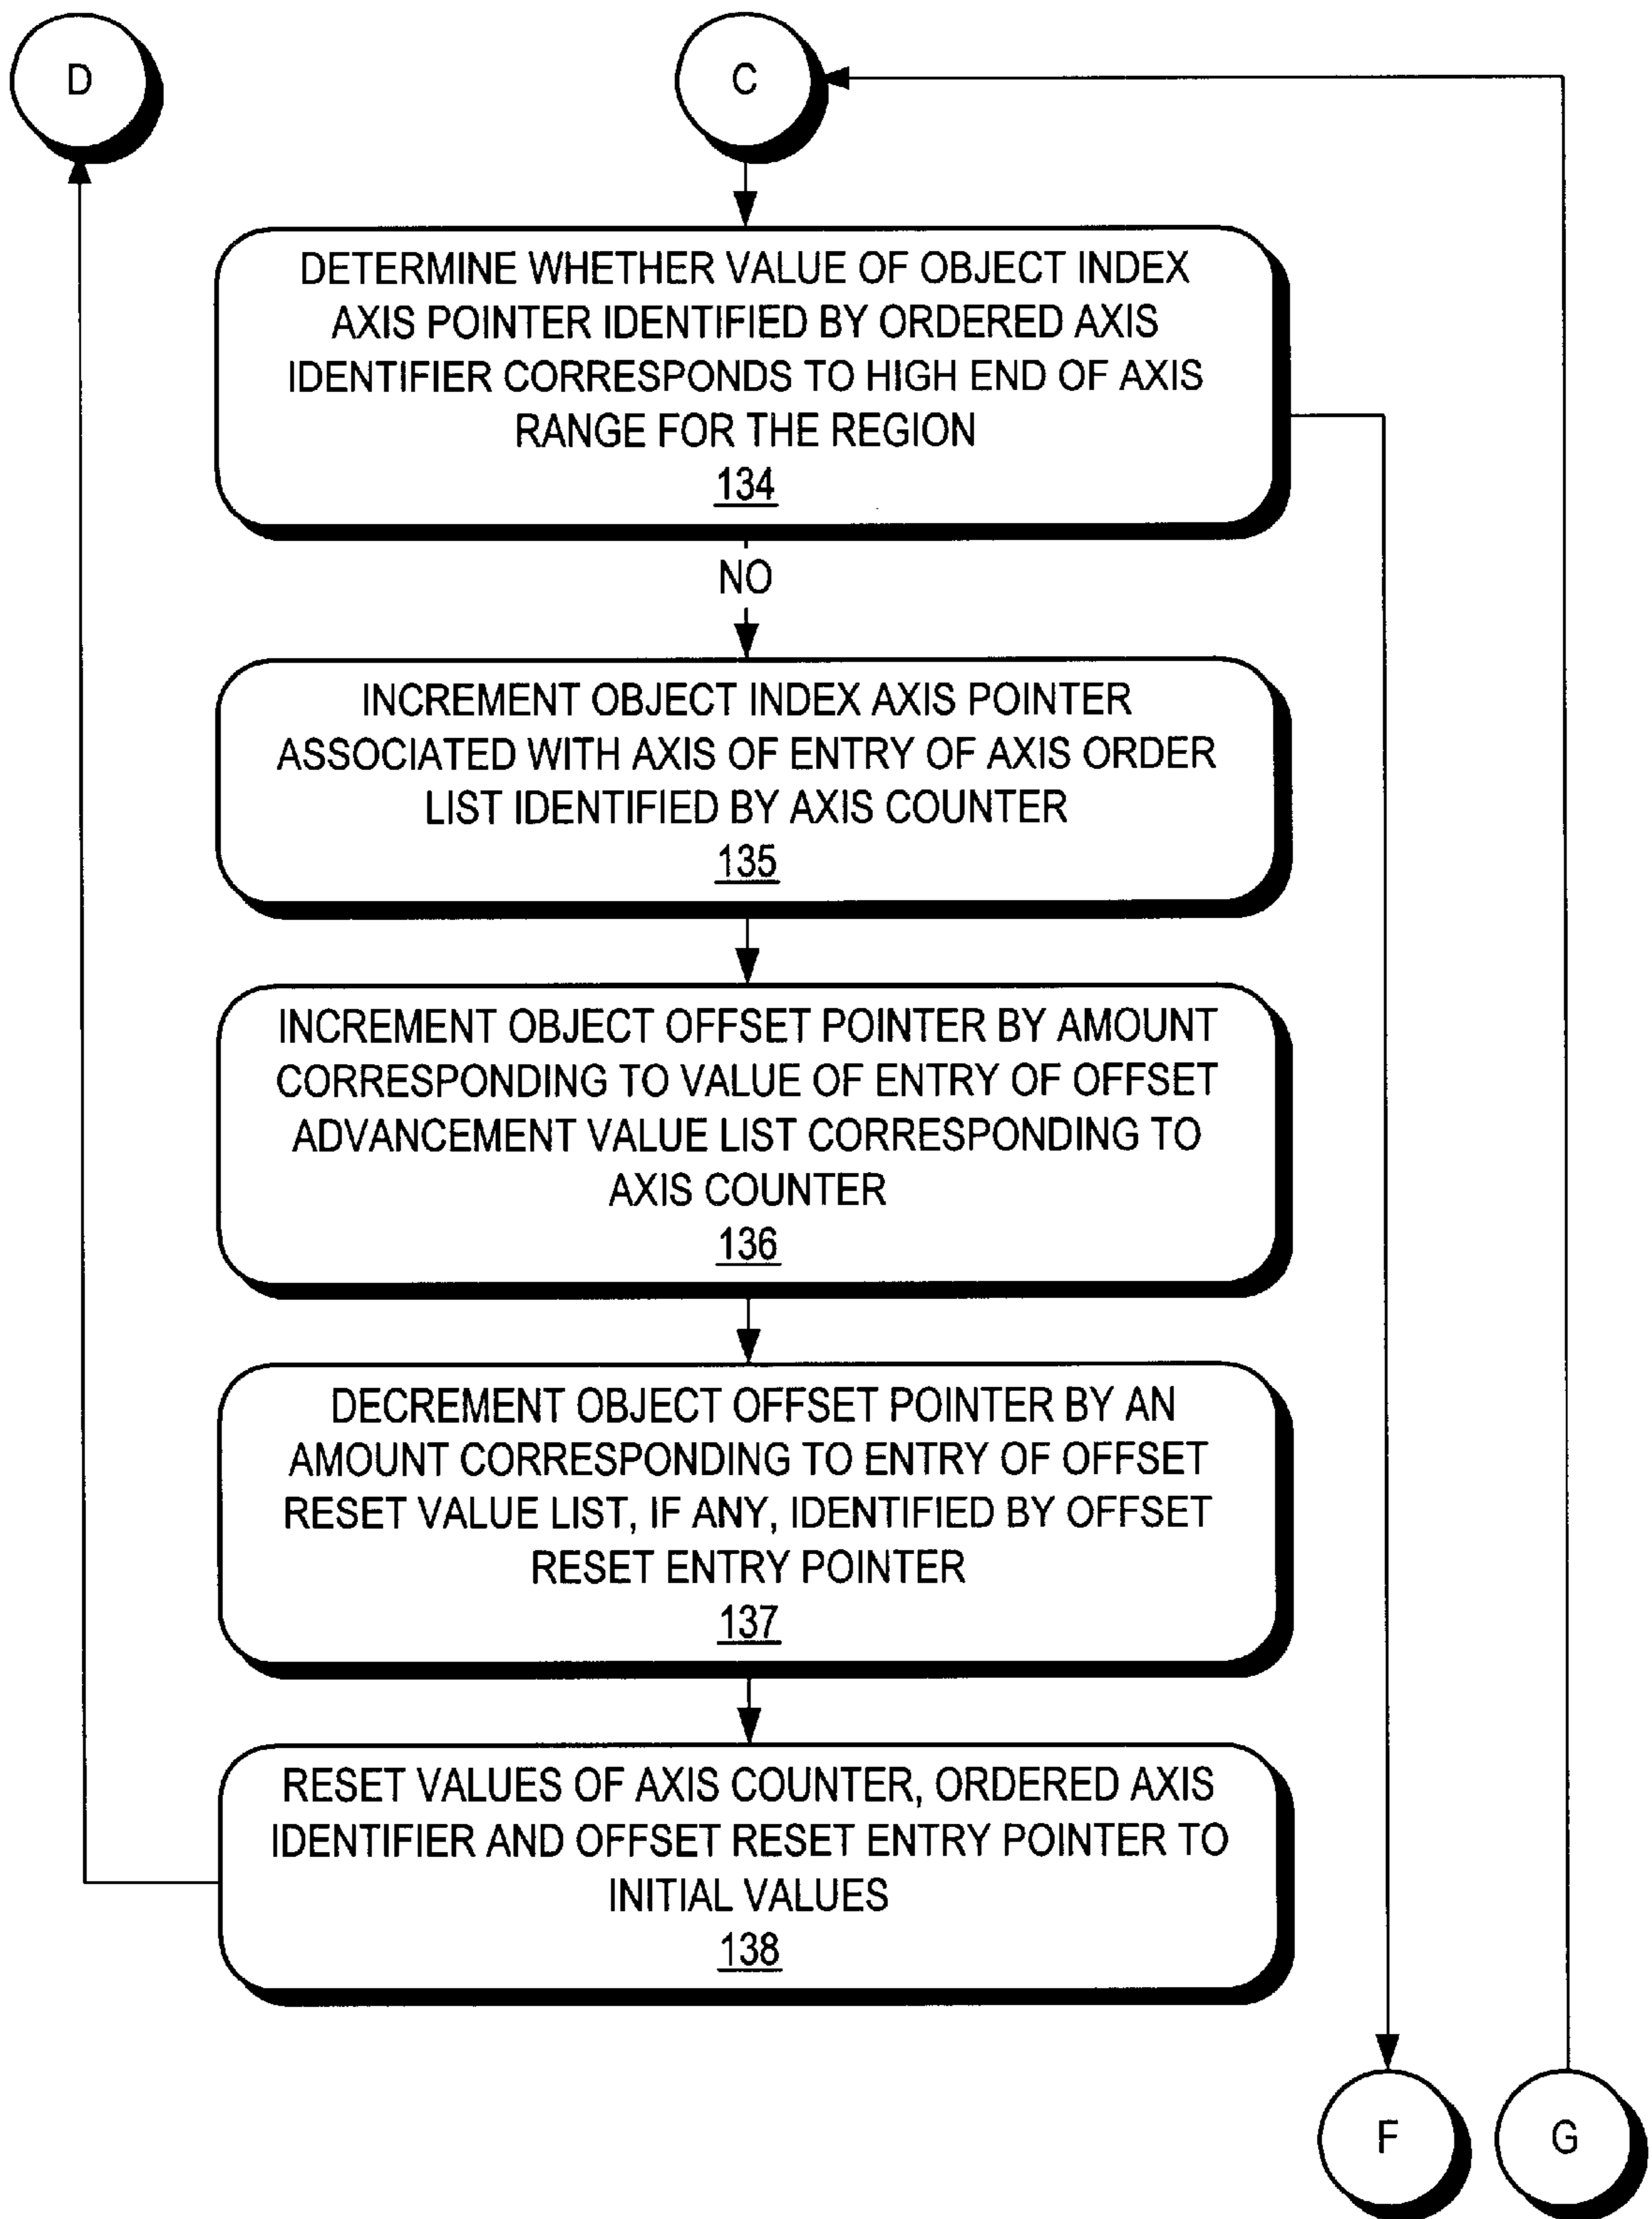 D
C
DETERMINE WHETHER VALUE OF OBJECT INDEX
AXIS POINTER IDENTIFIED BY ORDERED AXIS
IDENTIFIER CORRESPONDS TO HIGH END OF AXIS
RANGE FOR THE REGION
134
NO
INCREMENT OBJECT INDEX AXIS POINTER
ASSOCIATED WITH AXIS OF ENTRY OF AXIS ORDER
LIST IDENTIFIED BY AXIS COUNTER
135
INCREMENT OBJECT OFFSET POINTER BY AMOUNT
CORRESPONDING TO VALUE OF ENTRY OF OFFSET
ADVANCEMENT VALUE LIST CORRESPONDING TO
AXIS COUNTER
136
DECREMENT OBJECT OFFSET POINTER BY AN
AMOUNT CORRESPONDING TO ENTRY OF OFFSET
RESET VALUE LIST, IF ANY, IDENTIFIED BY OFFSET
RESET ENTRY POINTER
137
RESET VALUES OF AXIS COUNTER, ORDERED AXIS
IDENTIFIER AND OFFSET RESET ENTRY POINTER TO
INITIAL VALUES
138
F
G